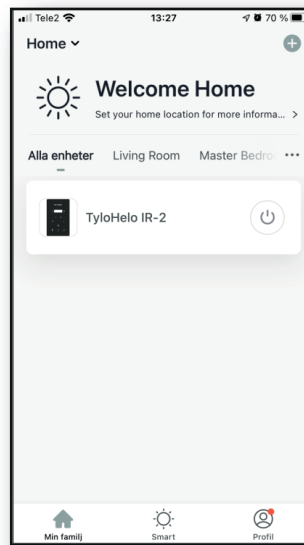 Tele2 13:27 70 %
Home
Welcome Home
Set your home location for more informa...
Alla enheter Living Room Master Bedro
TyloHelo IR-2
Min familj Smart Profil